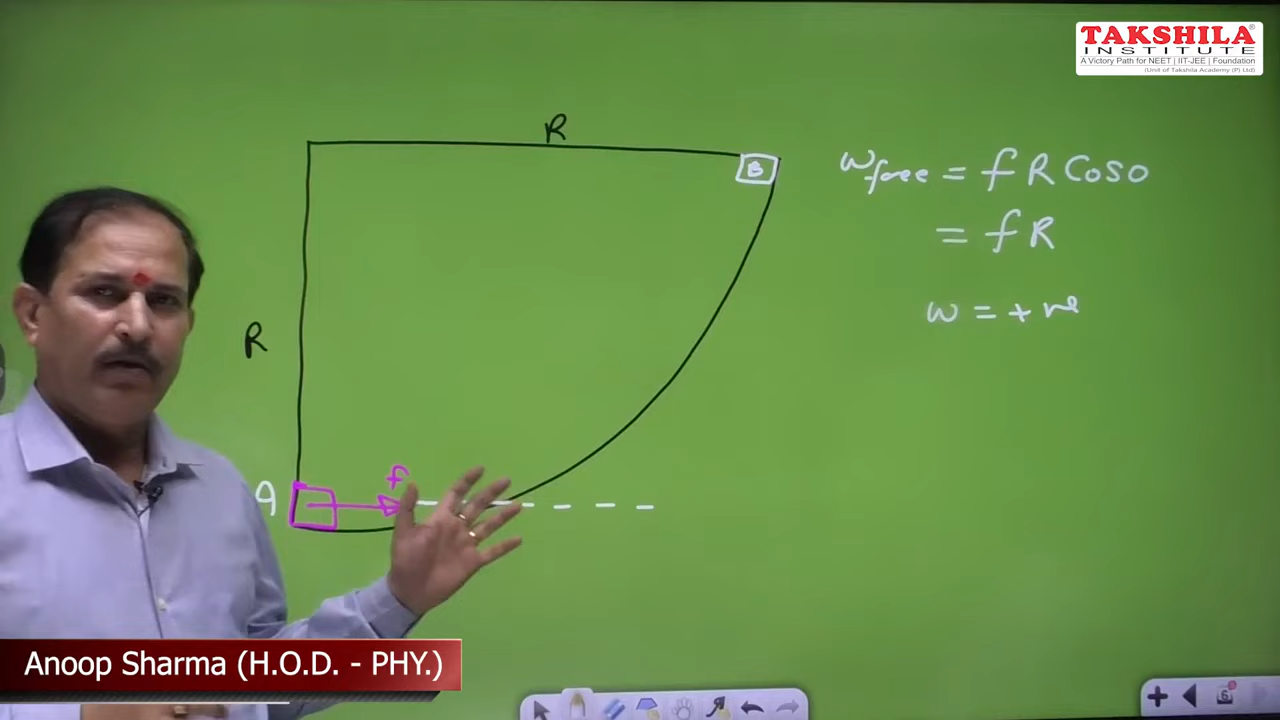 TAKSHILA
INSTITUTE
A Victory Path for NEET | IIT-JEE | Foundation
(Unit of Takshila Academy (P) Ltd)
R
B
W force = f R Cos0
= f R
W = + ve
R
f
A
Anoop Sharma (H.O.D. - PHY.)